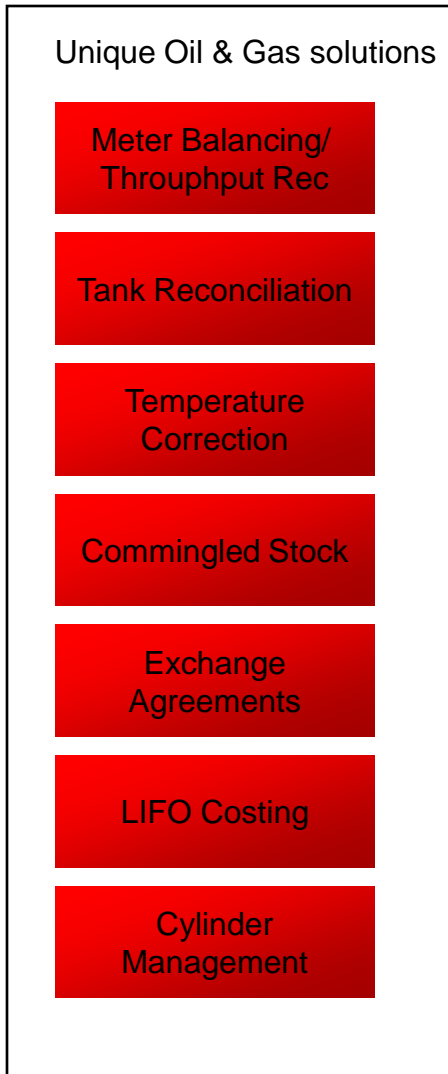 Unique Oil & Gas solutions
Meter Balancing/
Throuphput Rec
Tank Reconciliation
Temperature
Correction
Commingled Stock
Exchange
Agreements
LIFO Costing
Cylinder
Management